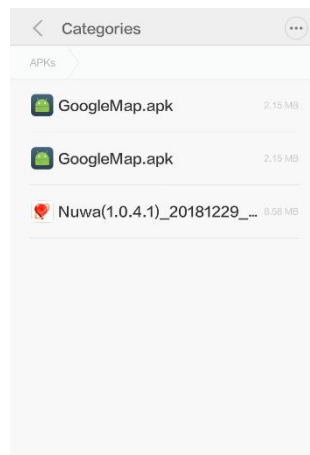 Categories
APKs
GoogleMap.apk 2.15 MB
GoogleMap.apk 2.15 MB
Nuwa(1.0.4.1)_20181229_... 8.58 MB